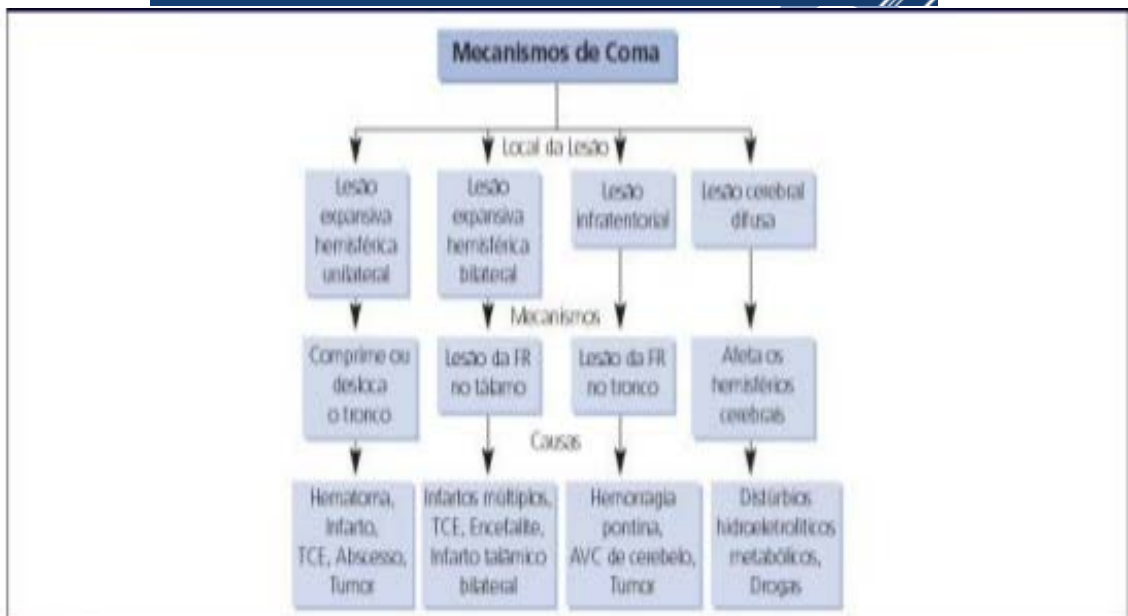 Mecanismos de Coma
Local da Lesão
Lesão
expansiva
hemisférica
unilateral
Lesão
expansiva
hemisférica
bilateral
Lesão
infratentorial
Lesão cerebral
difusa
Mecanismos
Comprime ou
desloca
o tronco
Lesão da FR
no tálamo
Lesão da FR
no tronco
Afeta os
hemisférios
cerebrais
Causas
Hematoma,
Infarto,
TCE, Abscesso,
Tumor
Infartos múltiplos,
TCE, Encefalite,
Infarto talâmico
bilateral
Hemorragia
pontina,
AVC de cerebelo,
Tumor
Distúrbios
hidroeletrolíticos
metabólicos,
Drogas